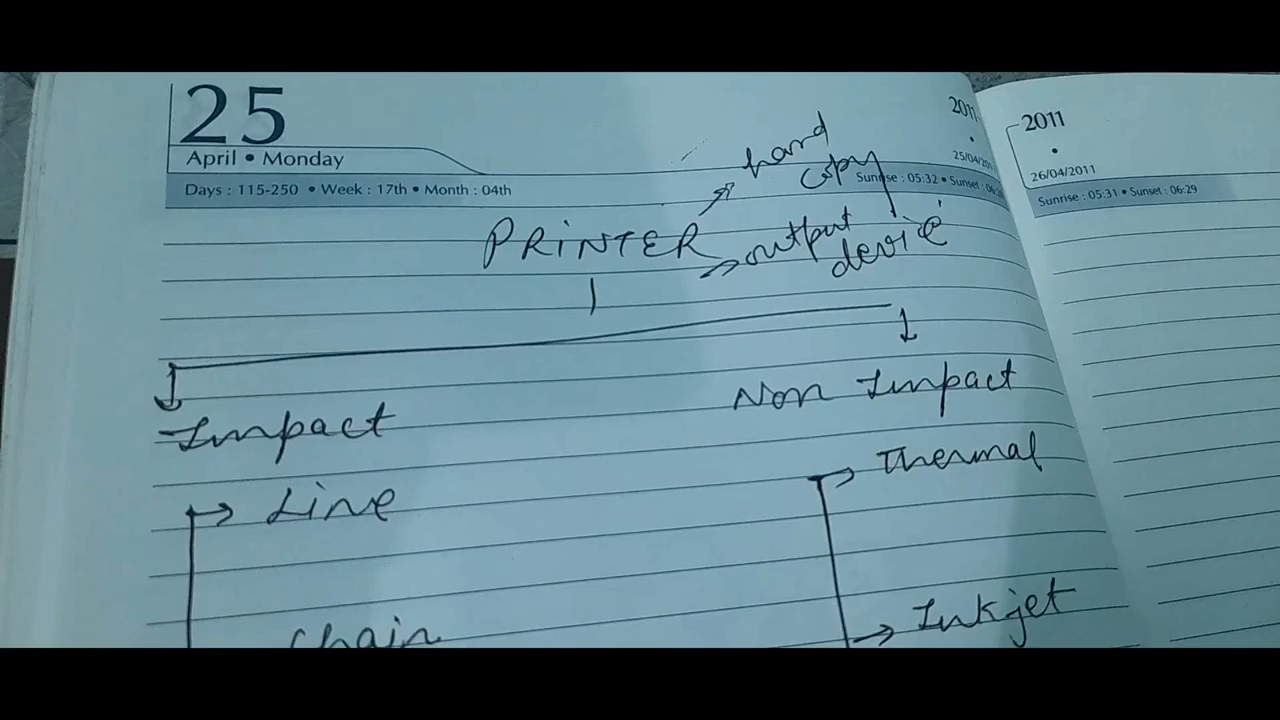 25
April • Monday
Days : 115-250 • Week : 17th • Month : 04th
2011
•
25/04/20
Sunrise : 05:32 • Sunset : 06:
2011
•
26/04/2011
Sunrise : 05:31 • Sunset : 06:29
hard
copy
PRINTER
output
device
Impact
Non Impact
Line
Thermal
Chain
Inkjet